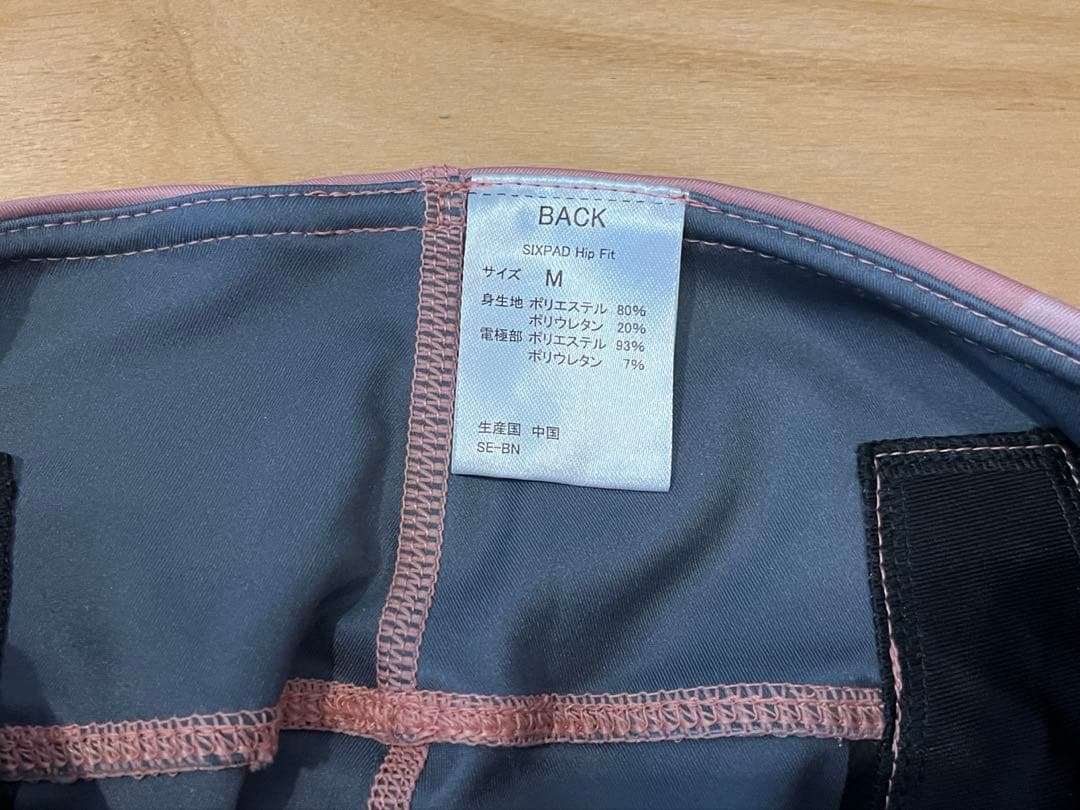 BACK
SIXPAD Hip Fit
サイズ M
身生地 ポリエステル 80%
ポリウレタン 20%
電極部 ポリエステル 93%
ポリウレタン 7%
生産国 中国
SE-BN